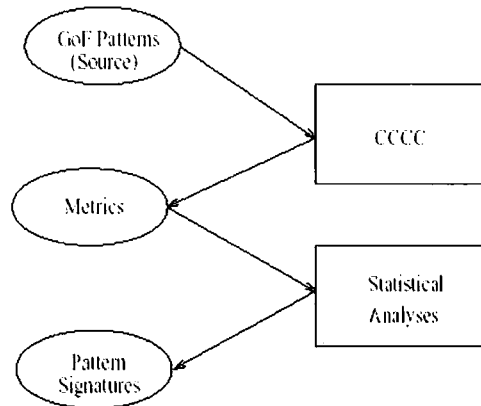 GoF Patterns
(Source)
CCCC
Metrics
Statistical
Analyses
Pattern
Signatures